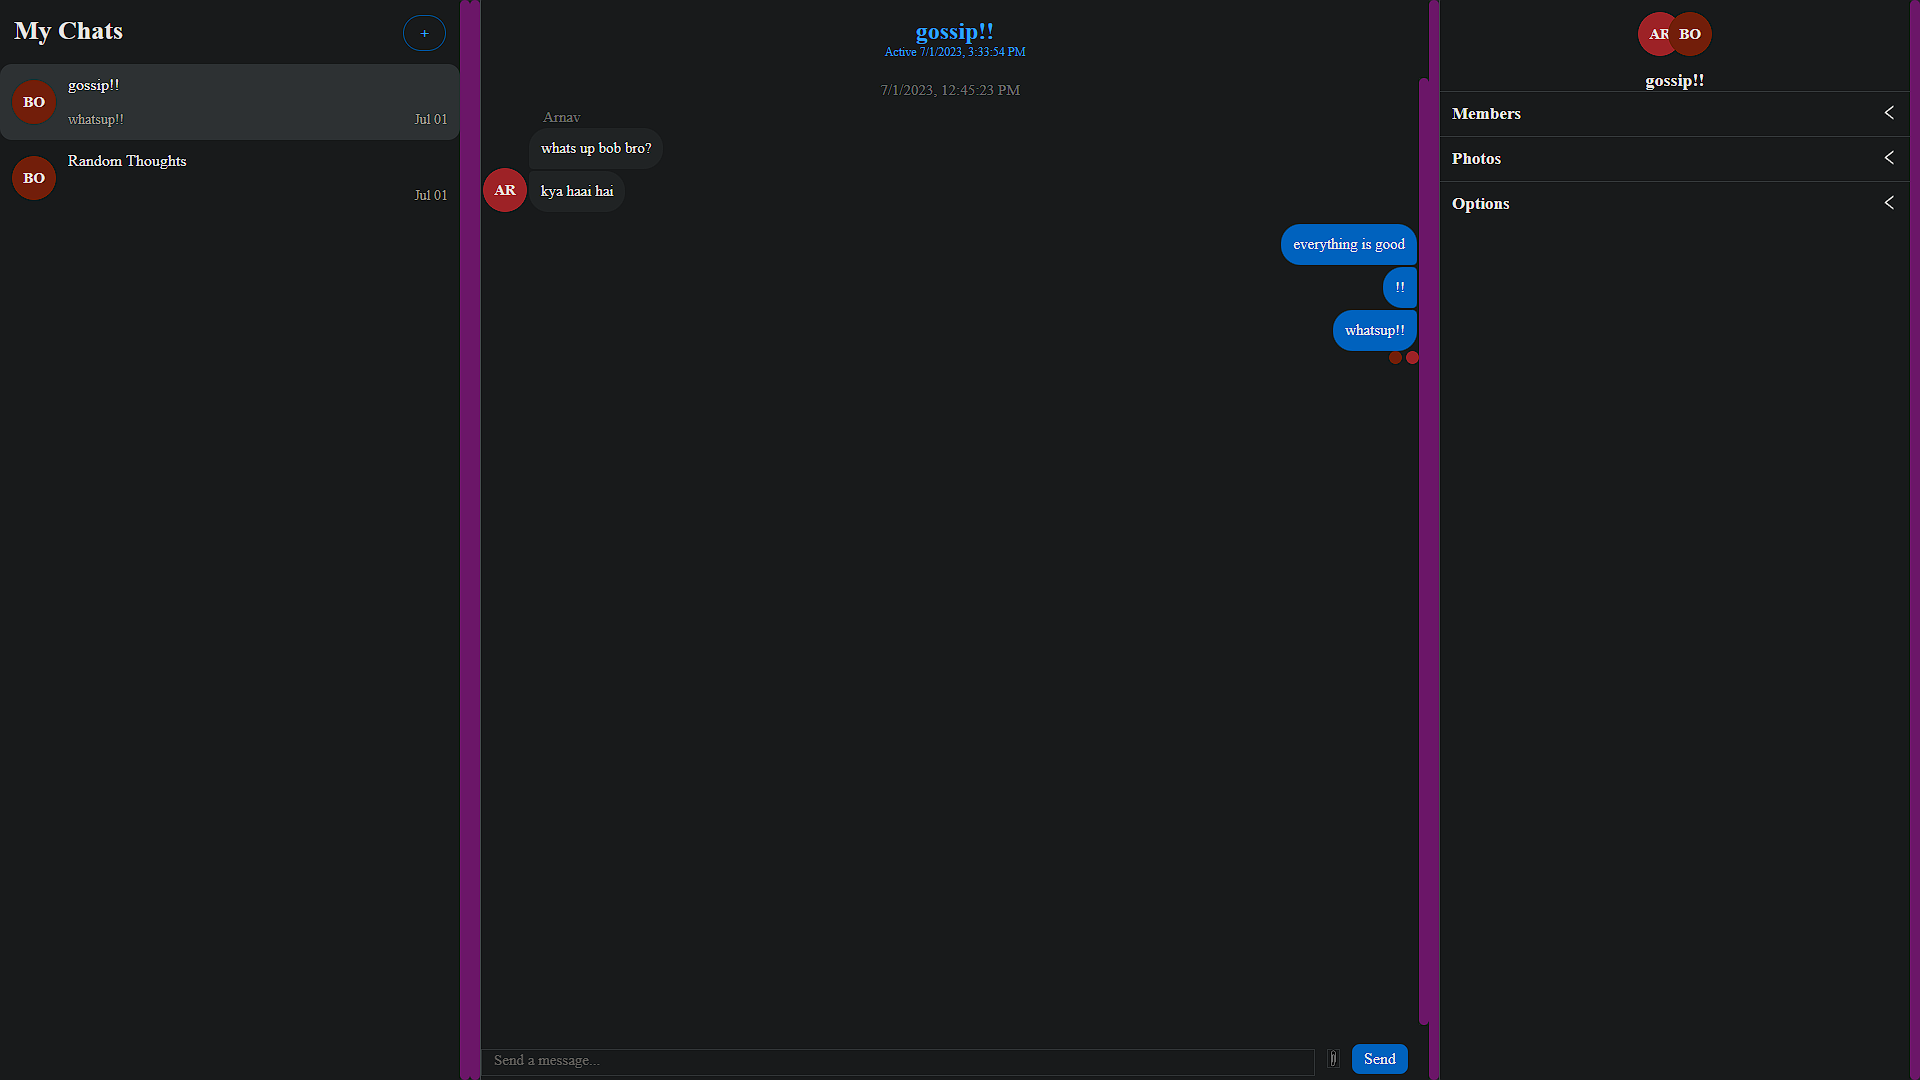 My Chats
+
BO
gossip!!
whatsup!!
Jul 01
BO
Random Thoughts
Jul 01
gossip!!
Active 7/1/2023, 3:33:54 PM
7/1/2023, 12:45:23 PM
Arnav
whats up bob bro?
AR
kya haai hai
everything is good
!!
whatsup!!
Send a message...
Send
AR
BO
gossip!!
Members
Photos
Options